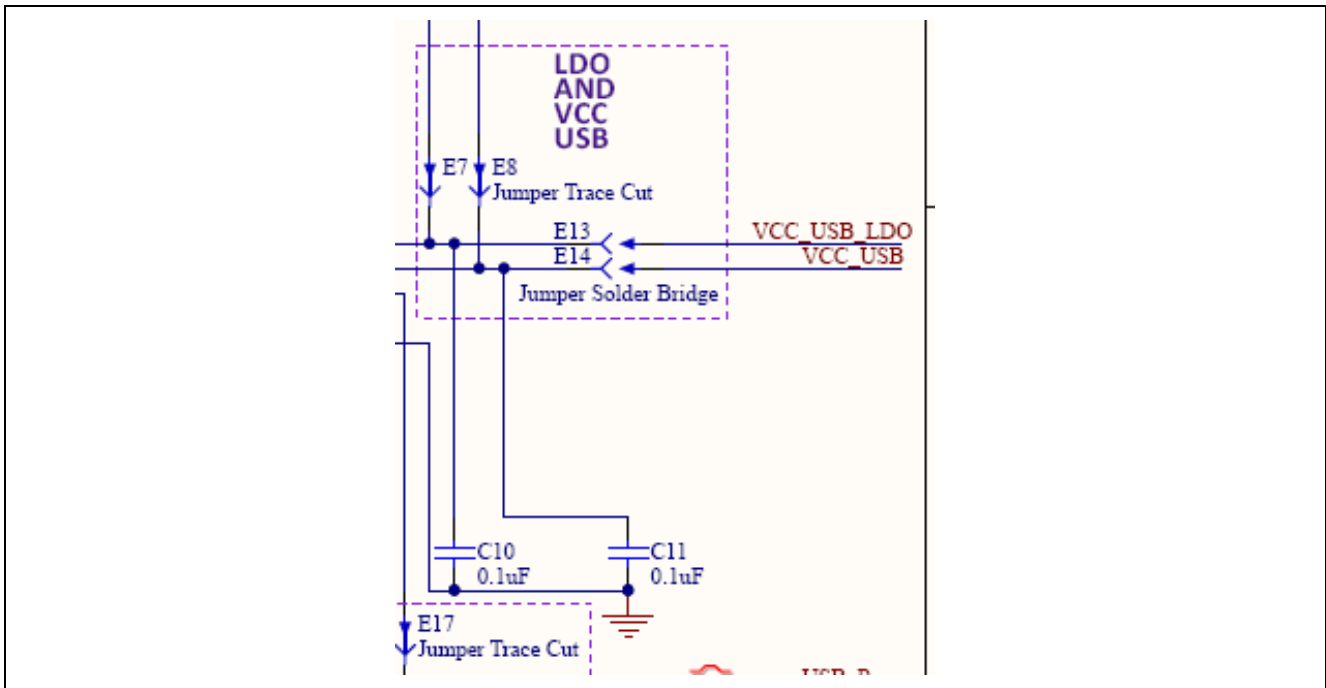 LDO
AND
VCC
USB
E7 E8
Jumper Trace Cut
E13 VCC_USB_LDO
E14 VCC_USB
Jumper Solder Bridge
C10 C11
0.1uF 0.1uF
E17
Jumper Trace Cut